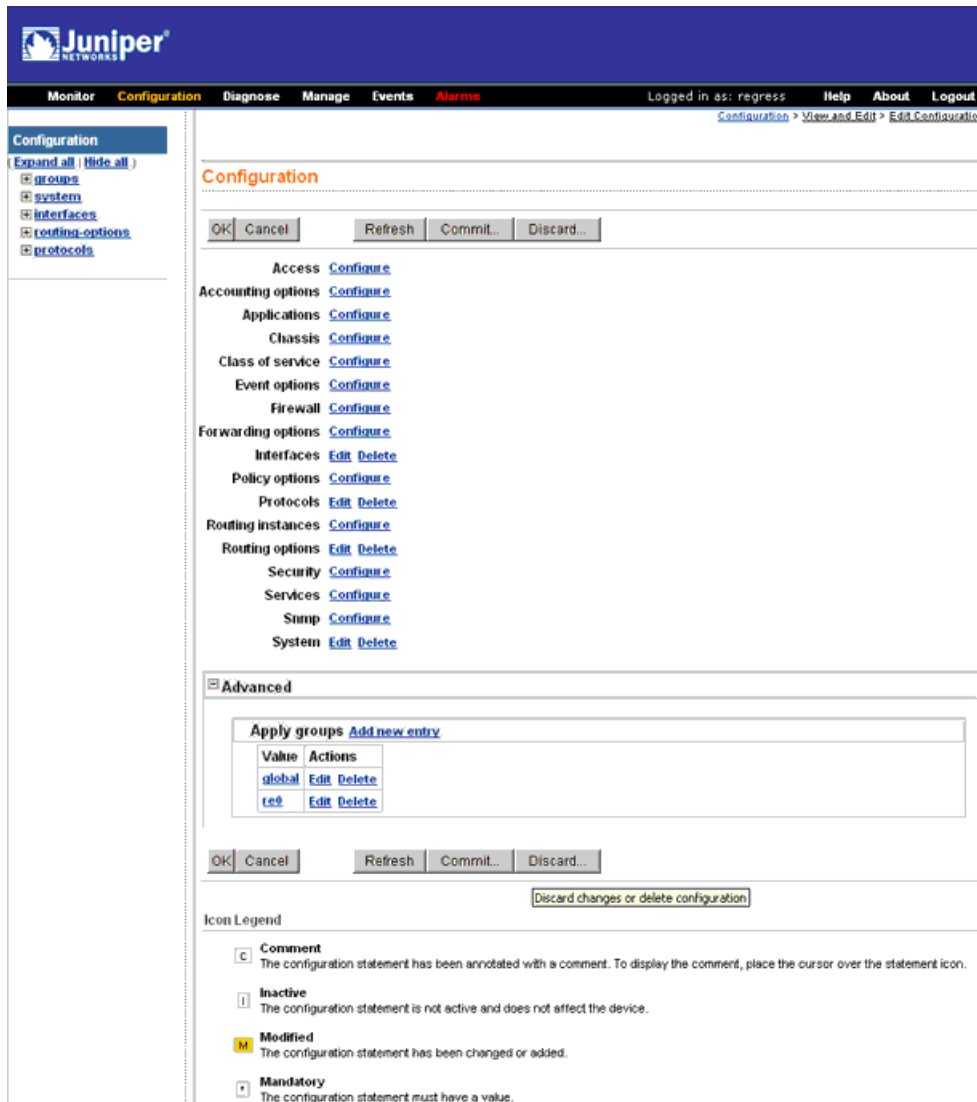 Juniper
NETWORKS
Monitor Configuration Diagnose Manage Events Alarms Logged in as: regress Help About Logout
Configuration > View and Edit > Edit Configuratio
Configuration
( Expand all | Hide all )
groups
system
interfaces
routing-options
protocols
Configuration
OK Cancel Refresh Commit... Discard...
Access Configure
Accounting options Configure
Applications Configure
Chassis Configure
Class of service Configure
Event options Configure
Firewall Configure
Forwarding options Configure
Interfaces Edit Delete
Policy options Configure
Protocols Edit Delete
Routing instances Configure
Routing options Edit Delete
Security Configure
Services Configure
Snmp Configure
System Edit Delete
Advanced
Apply groups Add new entry
Value Actions
global Edit Delete
re0 Edit Delete
OK Cancel Refresh Commit... Discard...
Discard changes or delete configuration
Icon Legend
C Comment
The configuration statement has been annotated with a comment. To display the comment, place the cursor over the statement icon.
I Inactive
The configuration statement is not active and does not affect the device.
M Modified
The configuration statement has been changed or added.
* Mandatory
The configuration statement must have a value.